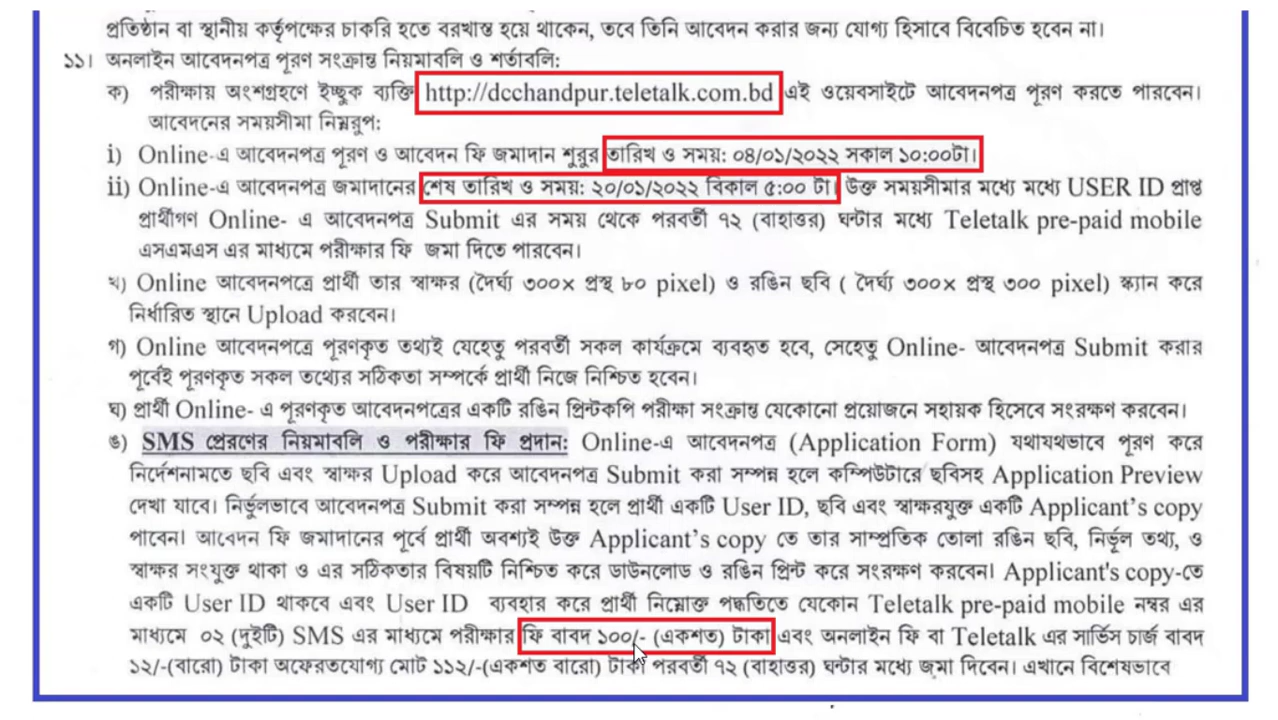 প্রতিষ্ঠান বা স্থানীয় কর্তৃপক্ষের চাকরি হতে বরখাস্ত হয়ে থাকেন, তবে তিনি আবেদন করার জন্য যোগ্য হিসাবে বিবেচিত হবেন না।
১১। অনলাইন আবেদনপত্র পূরণ সংক্রান্ত নিয়মাবলি ও শর্তাবলি:
ক) পরীক্ষায় অংশগ্রহণে ইচ্ছুক ব্যক্তি http://dcchandpur.teletalk.com.bd এই ওয়েবসাইটে আবেদনপত্র পূরণ করতে পারবেন।
আবেদনের সময়সীমা নিম্নরুপ:
i) Online-এ আবেদনপত্র পূরণ ও আবেদন ফি জমাদান শুরুর তারিখ ও সময়: ০৪/০১/২০২২ সকাল ১০:০০টা।
ii) Online-এ আবেদনপত্র জমাদানের শেষ তারিখ ও সময়: ২০/০১/২০২২ বিকাল ৫:০০ টা। উক্ত সময়সীমার মধ্যে মধ্যে USER ID প্রাপ্ত
প্রার্থীগণ Online- এ আবেদনপত্র Submit এর সময় থেকে পরবর্তী ৭২ (বাহাত্তর) ঘন্টার মধ্যে Teletalk pre-paid mobile
এসএমএস এর মাধ্যমে পরীক্ষার ফি জমা দিতে পারবেন।
খ) Online আবেদনপত্রে প্রার্থী তার স্বাক্ষর (দৈর্ঘ্য ৩০০× প্রস্থ ৮০ pixel) ও রঙিন ছবি ( দৈর্ঘ্য ৩০০× প্রস্থ ৩০০ pixel) স্ক্যান করে
নির্ধারিত স্থানে Upload করবেন।
গ) Online আবেদনপত্রে পূরণকৃত তথ্যই যেহেতু পরবর্তী সকল কার্যক্রমে ব্যবহৃত হবে, সেহেতু Online- আবেদনপত্র Submit করার
পূর্বেই পূরণকৃত সকল তথ্যের সঠিকতা সম্পর্কে প্রার্থী নিজে নিশ্চিত হবেন।
ঘ) প্রার্থী Online- এ পূরণকৃত আবেদনপত্রের একটি রঙিন প্রিন্টকপি পরীক্ষা সংক্রান্ত যেকোনো প্রয়োজনে সহায়ক হিসেবে সংরক্ষণ করবেন।
ঙ) SMS প্রেরণের নিয়মাবলি ও পরীক্ষার ফি প্রদান: Online-এ আবেদনপত্র (Application Form) যথাযথভাবে পূরণ করে
নির্দেশনামতে ছবি এবং স্বাক্ষর Upload করে আবেদনপত্র Submit করা সম্পন্ন হলে কম্পিউটারে ছবিসহ Application Preview
দেখা যাবে। নির্ভুলভাবে আবেদনপত্র Submit করা সম্পন্ন হলে প্রার্থী একটি User ID, ছবি এবং স্বাক্ষরযুক্ত একটি Applicant's copy
পাবেন। আবেদন ফি জমাদানের পূর্বে প্রার্থী অবশ্যই উক্ত Applicant's copy তে তার সাম্প্রতিক তোলা রঙিন ছবি, নির্ভুল তথ্য, ও
স্বাক্ষর সংযুক্ত থাকা ও এর সঠিকতার বিষয়টি নিশ্চিত করে ডাউনলোড ও রঙিন প্রিন্ট করে সংরক্ষণ করবেন। Applicant's copy-তে
একটি User ID থাকবে এবং User ID ব্যবহার করে প্রার্থী নিম্নোক্ত পদ্ধতিতে যেকোন Teletalk pre-paid mobile নম্বর এর
মাধ্যমে ০২ (দুইটি) SMS এর মাধ্যমে পরীক্ষার ফি বাবদ ১০০/- (একশত) টাকা এবং অনলাইন ফি বা Teletalk এর সার্ভিস চার্জ বাবদ
১২/-(বারো) টাকা অফেরতযোগ্য মোট ১১২/-(একশত বারো) টাকা পরবর্তী ৭২ (বাহাত্তর) ঘন্টার মধ্যে জমা দিবেন। এখানে বিশেষভাবে